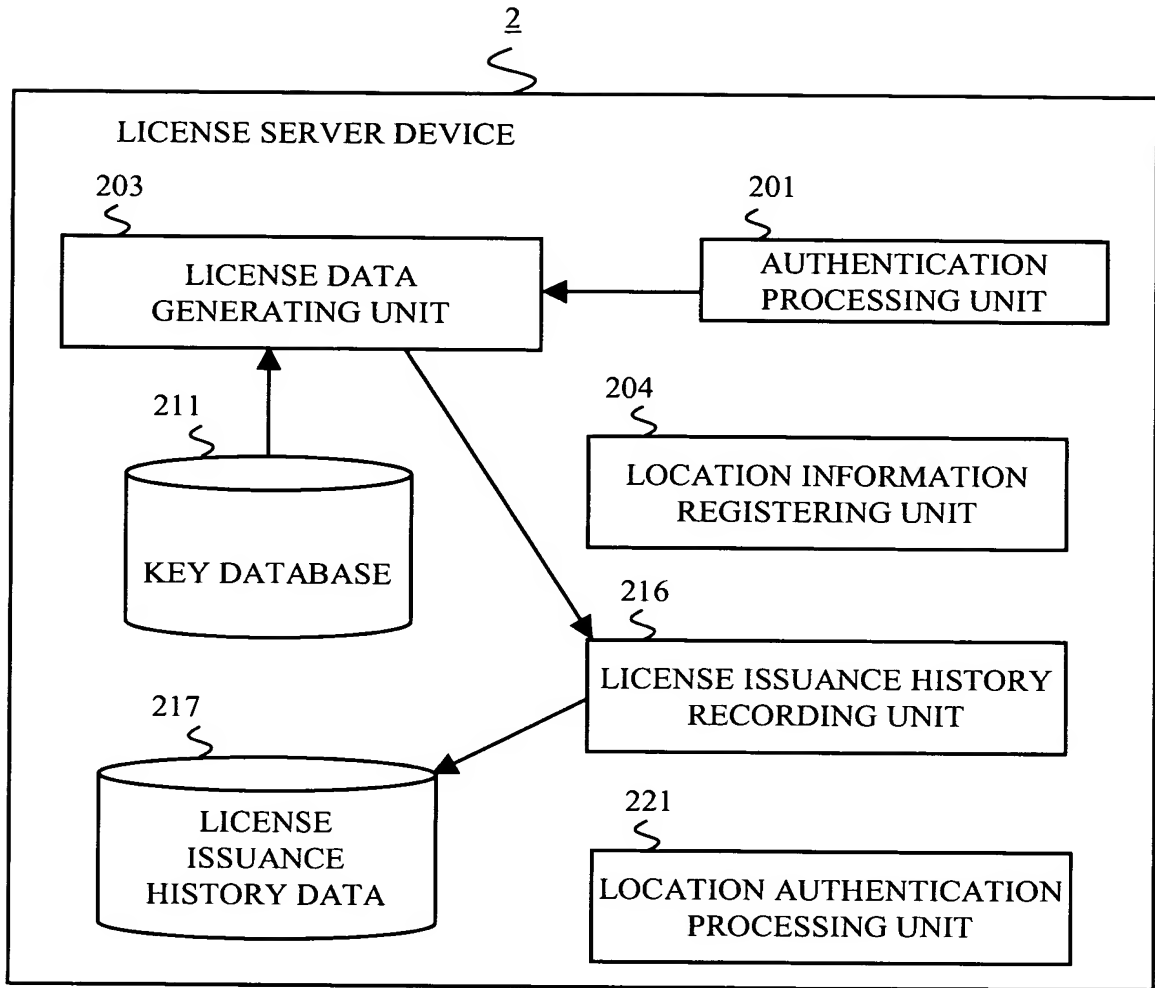 2
LICENSE SERVER DEVICE
203
201
LICENSE DATA
GENERATING UNIT
AUTHENTICATION
PROCESSING UNIT
211
204
KEY DATABASE
LOCATION INFORMATION
REGISTERING UNIT
216
LICENSE ISSUANCE HISTORY
RECORDING UNIT
217
LICENSE
ISSUANCE
HISTORY DATA
221
LOCATION AUTHENTICATION
PROCESSING UNIT